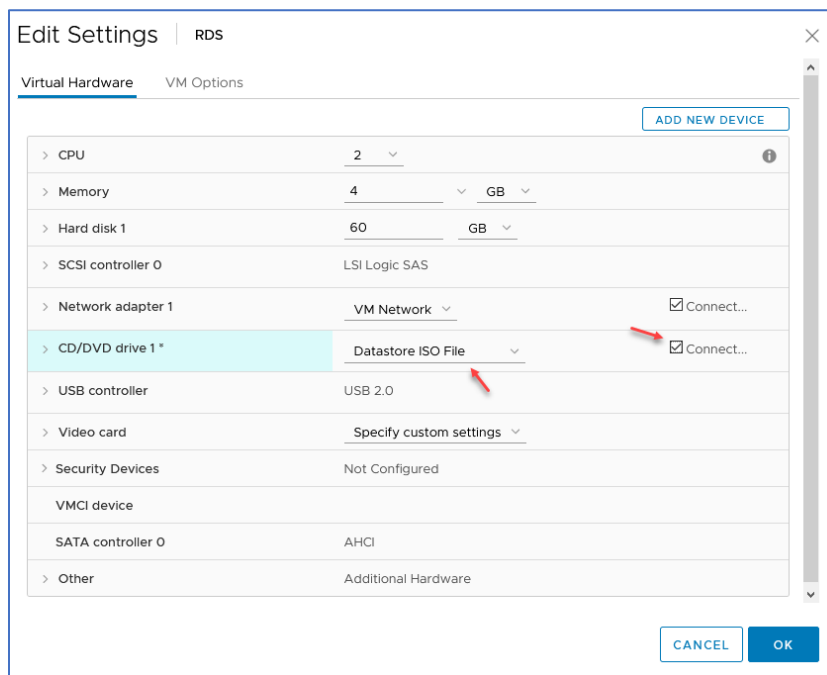 Edit Settings RDS
Virtual Hardware VM Options
ADD NEW DEVICE
CPU 2
Memory 4 GB
Hard disk 1 60 GB
SCSI controller 0 LSI Logic SAS
Network adapter 1 VM Network Connect...
CD/DVD drive 1 * Datastore ISO File Connect...
USB controller USB 2.0
Video card Specify custom settings
Security Devices Not Configured
VMCI device
SATA controller 0 AHCI
Other Additional Hardware
CANCEL OK